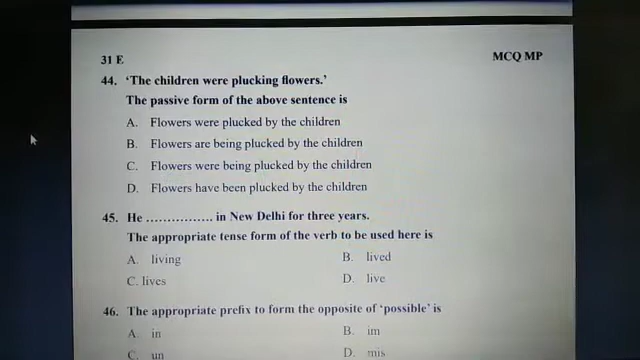 31 E MCQ MP
44. ‘The children were plucking flowers.’
The passive form of the above sentence is
A. Flowers were plucked by the children
B. Flowers are being plucked by the children
C. Flowers were being plucked by the children
D. Flowers have been plucked by the children
45. He ................ in New Delhi for three years.
The appropriate tense form of the verb to be used here is
A. living B. lived
C. lives D. live
46. The appropriate prefix to form the opposite of ‘possible’ is
A. in B. im
C. un D. mis